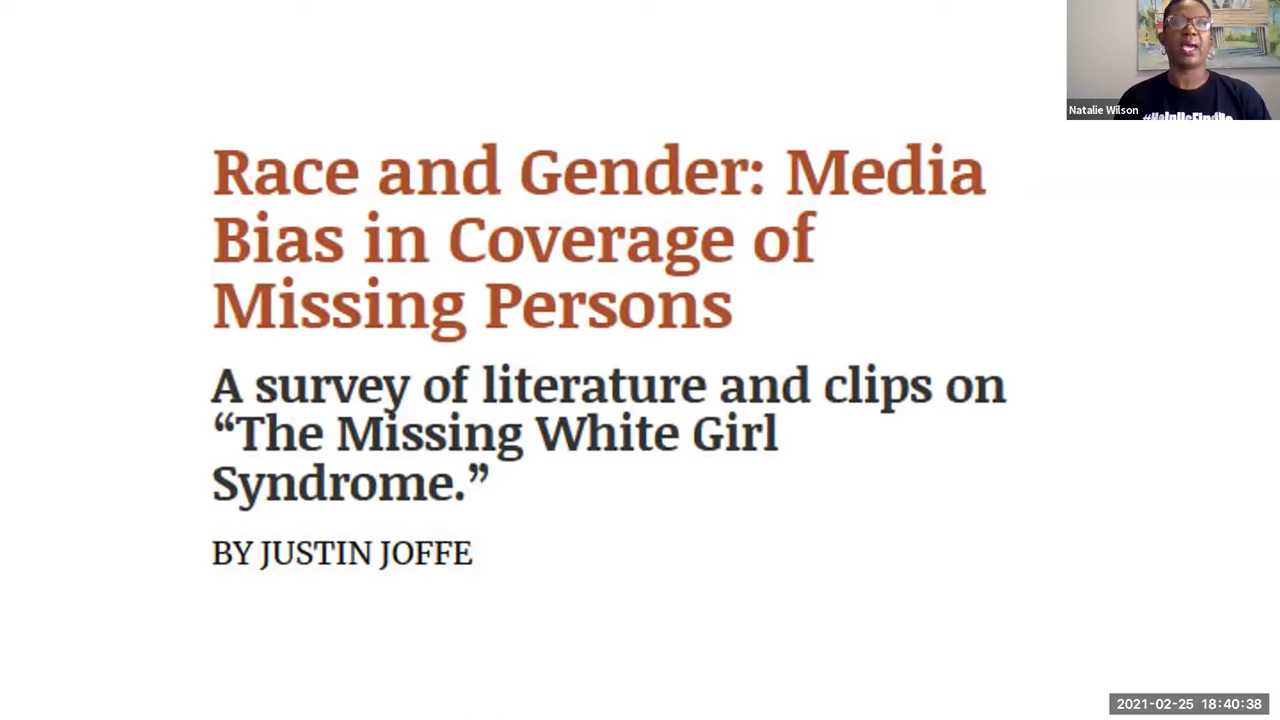 Race and Gender: Media
Bias in Coverage of
Missing Persons
A survey of literature and clips on
“The Missing White Girl
Syndrome.”
BY JUSTIN JOFFE
Natalie Wilson
2021-02-25 18:40:38